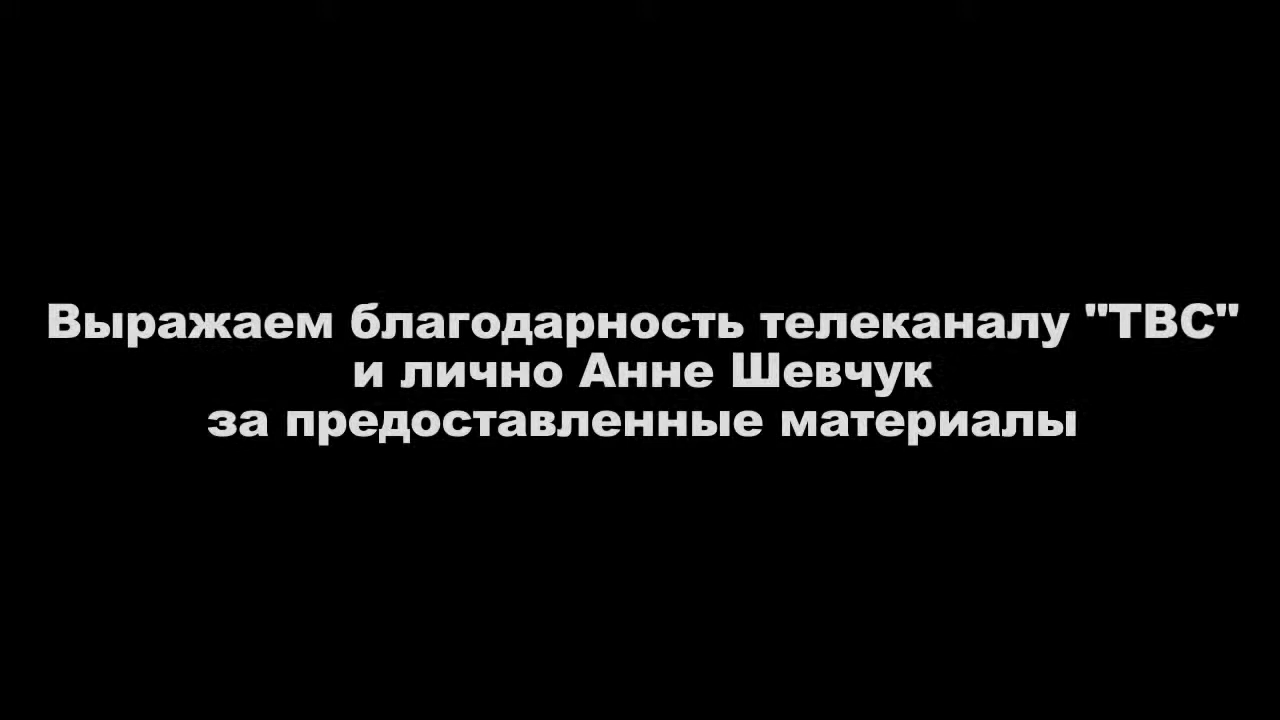 Выражаем благодарность телеканалу "ТВС"
и лично Анне Шевчук
за предоставленные материалы